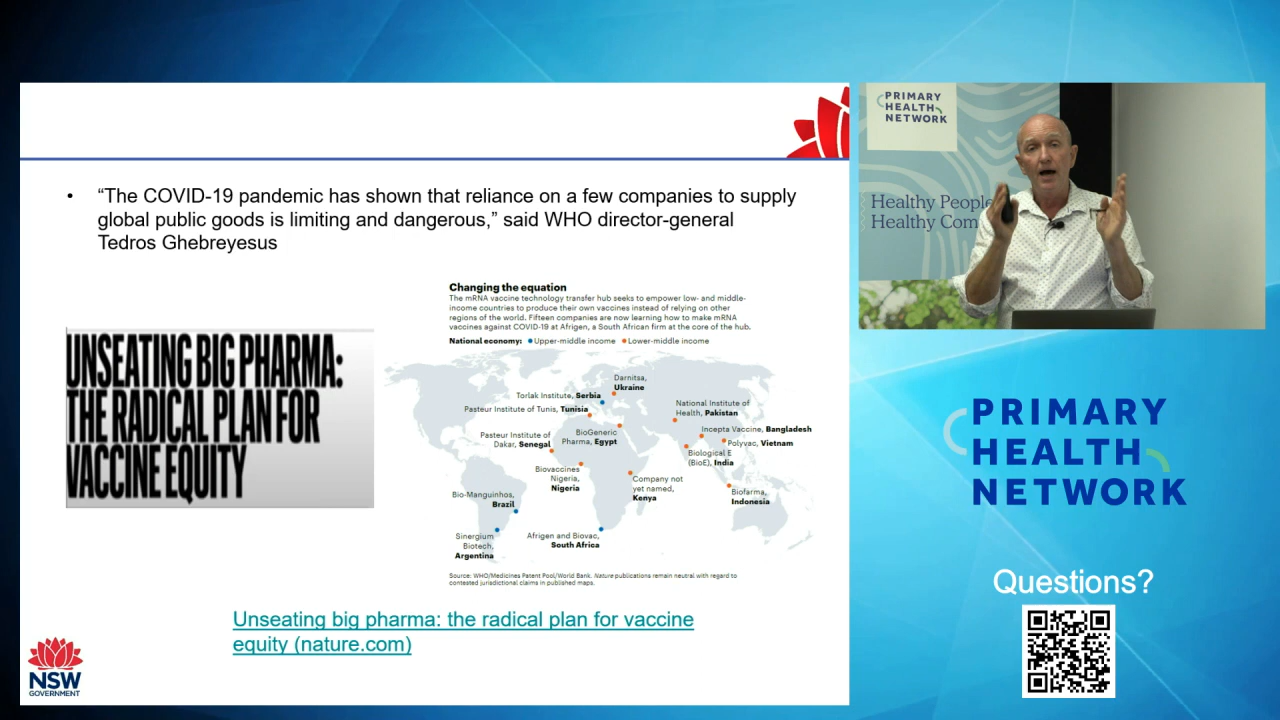 • “The COVID-19 pandemic has shown that reliance on a few companies to supply
global public goods is limiting and dangerous,” said WHO director-general
Tedros Ghebreyesus
UNSEATING BIG PHARMA:
THE RADICAL PLAN FOR
VACCINE EQUITY
Changing the equation
The mRNA vaccine technology transfer hub seeks to empower low- and middle-
income countries to produce their own vaccines instead of relying on other
regions of the world. Fifteen companies are now learning how to make mRNA
vaccines against COVID-19 at Afrigen, a South African firm at the core of the hub.
National economy: Upper-middle income Lower-middle income
Darnitsa,
Ukraine
Torlak Institute, Serbia
Pasteur Institute of Tunis, Tunisia
National Institute of
Health, Pakistan
BioGeneric
Pharma, Egypt
Incepta Vaccine, Bangladesh
Pasteur Institute of
Dakar, Senegal
Polyvac, Vietnam
Biological E
(BioE), India
Biovaccines
Nigeria,
Nigeria
Company not
yet named,
Kenya
Biofarma,
Indonesia
Bio-Manguinhos,
Brazil
Sinergium
Biotech,
Argentina
Afrigen and Biovac,
South Africa
Source: WHO/Medicines Patent Pool/World Bank. Nature publications remain neutral with regard to
contested jurisdictional claims in published maps.
Unseating big pharma: the radical plan for vaccine
equity (nature.com)
NSW
GOVERNMENT
PRIMARY
HEALTH
NETWORK
Healthy People
Healthy Com
PRIMARY
HEALTH
NETWORK
Questions?